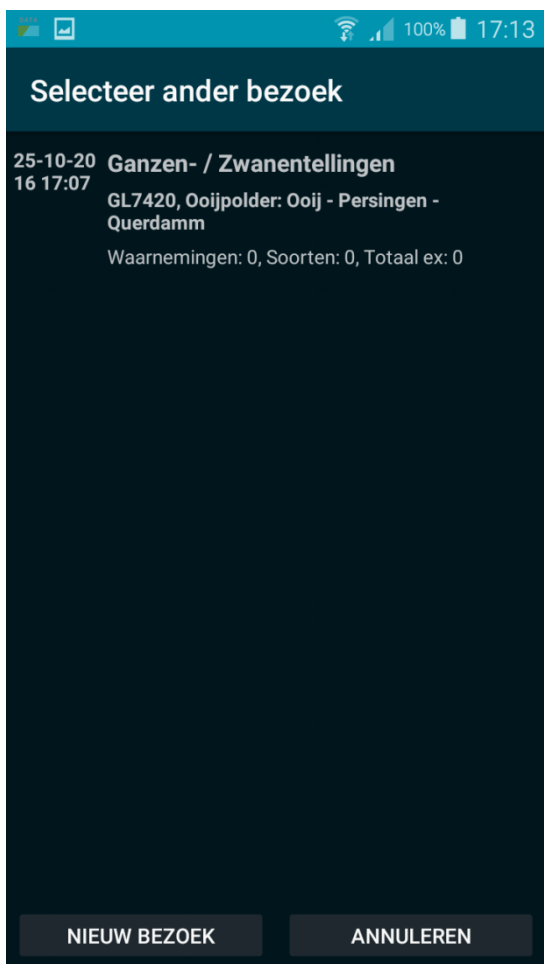 DATA
100% 17:13
Selecteer ander bezoek
25-10-20 Ganzen- / Zwanentellingen
16 17:07
GL7420, Ooijpolder: Ooij - Persingen -
Querdamm
Waarnemingen: 0, Soorten: 0, Totaal ex: 0
NIEUW BEZOEK
ANNULEREN